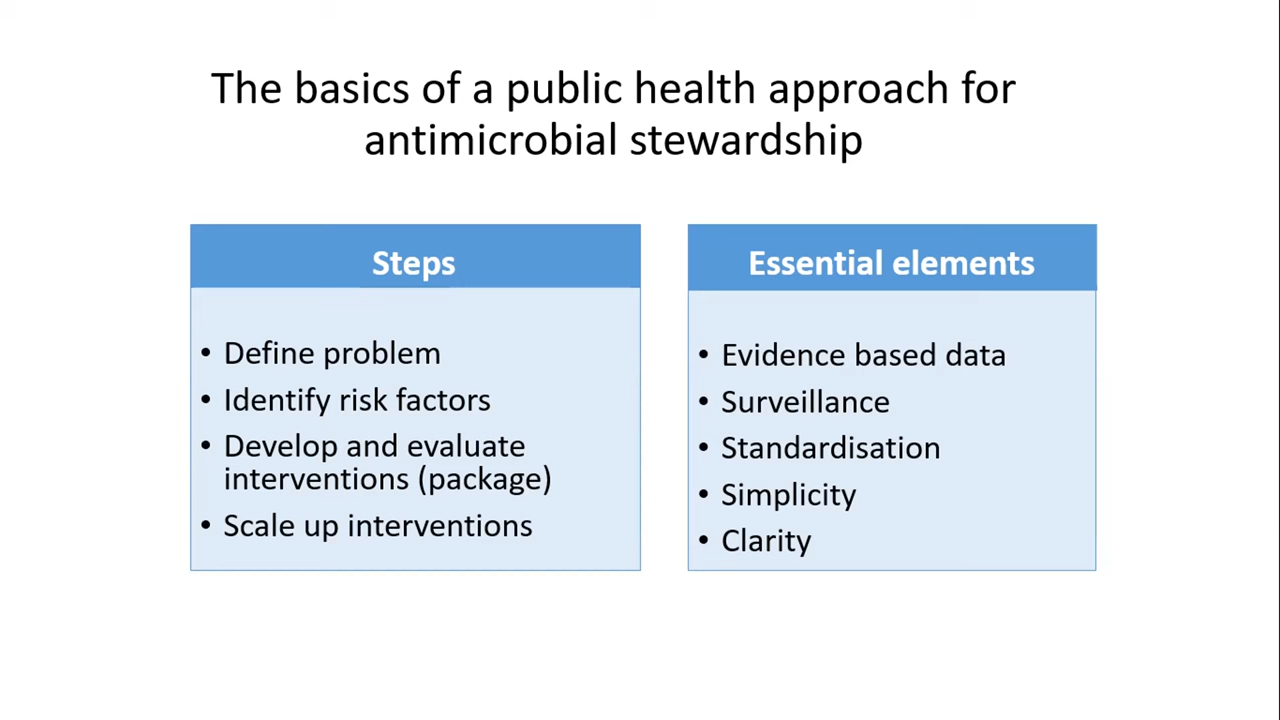 The basics of a public health approach for
antimicrobial stewardship
Steps
• Define problem
• Identify risk factors
• Develop and evaluate
interventions (package)
• Scale up interventions
Essential elements
• Evidence based data
• Surveillance
• Standardisation
• Simplicity
• Clarity